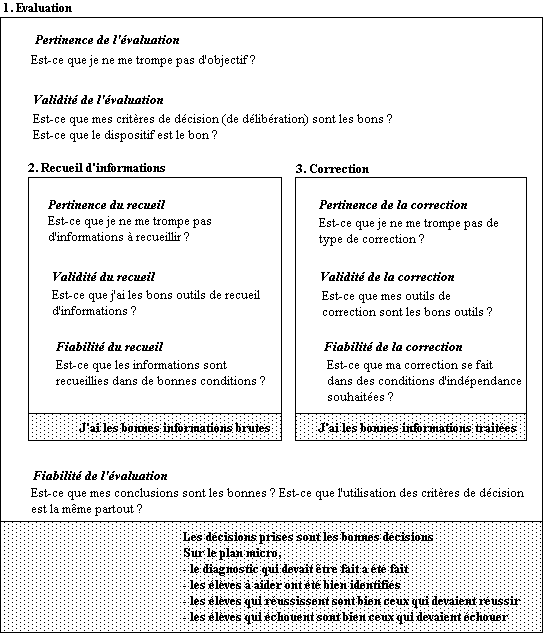 1. Evaluation
Pertinence de l'évaluation
Est-ce que je ne me trompe pas d'objectif ?
Validité de l'évaluation
Est-ce que mes critères de décision (de délibération) sont les bons ?
Est-ce que le dispositif est le bon ?
2. Recueil d'informations
Pertinence du recueil
Est-ce que je ne me trompe pas
d'informations à recueillir ?
Validité du recueil
Est-ce que j'ai les bons outils de recueil
d'informations ?
Fiabilité du recueil
Est-ce que les informations sont
recueillies dans de bonnes conditions ?
J'ai les bonnes informations brutes
3. Correction
Pertinence de la correction
Est-ce que je ne me trompe pas de
type de correction ?
Validité de la correction
Est-ce que mes outils de
correction sont les bons outils ?
Fiabilité de la correction
Est-ce que ma correction se fait
dans des conditions d'indépendance
souhaitées ?
J'ai les bonnes informations traitées
Fiabilité de l'évaluation
Est-ce que mes conclusions sont les bonnes ? Est-ce que l'utilisation des critères de décision
est la même partout ?
Les décisions prises sont les bonnes décisions
Sur le plan micro,
- le diagnostic qui devait être fait a été fait
- les élèves à aider ont été bien identifiés
- les élèves qui réussissent sont bien ceux qui devaient réussir
- les élèves qui échouent sont bien ceux qui devaient échouer